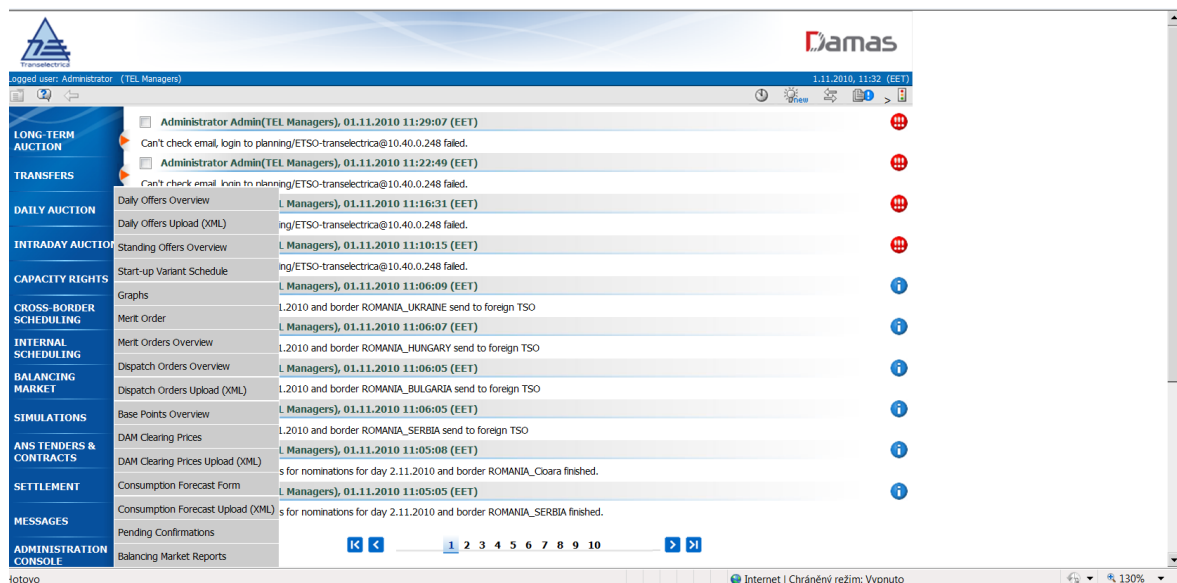 Transelectrica
Damas
ogged user: Administrator (TEL Managers)
1.11.2010, 11:32 (EET)
new
>
LONG-TERM
AUCTION
TRANSFERS
DAILY AUCTION
INTRADAY AUCTIO
CAPACITY RIGHTS
CROSS-BORDER
SCHEDULING
INTERNAL
SCHEDULING
BALANCING
MARKET
SIMULATIONS
ANS TENDERS &
CONTRACTS
SETTLEMENT
MESSAGES
ADMINISTRATION
CONSOLE
Daily Offers Overview
Daily Offers Upload (XML)
Standing Offers Overview
Start-up Variant Schedule
Graphs
Merit Order
Merit Orders Overview
Dispatch Orders Overview
Dispatch Orders Upload (XML)
Base Points Overview
DAM Clearing Prices
DAM Clearing Prices Upload (XML)
Consumption Forecast Form
Consumption Forecast Upload (XML)
Pending Confirmations
Balancing Market Reports
Administrator Admin(TEL Managers), 01.11.2010 11:29:07 (EET)
Can't check email, login to planning/ETSO-transelectrica@10.40.0.248 failed.
Administrator Admin(TEL Managers), 01.11.2010 11:22:49 (EET)
Can't check email, login to planning/ETSO-transelectrica@10.40.0.248 failed.
L Managers), 01.11.2010 11:16:31 (EET)
ing/ETSO-transelectrica@10.40.0.248 failed.
L Managers), 01.11.2010 11:10:15 (EET)
ing/ETSO-transelectrica@10.40.0.248 failed.
L Managers), 01.11.2010 11:06:09 (EET)
1.2010 and border ROMANIA_UKRAINE send to foreign TSO
L Managers), 01.11.2010 11:06:07 (EET)
1.2010 and border ROMANIA_HUNGARY send to foreign TSO
L Managers), 01.11.2010 11:06:05 (EET)
1.2010 and border ROMANIA_BULGARIA send to foreign TSO
L Managers), 01.11.2010 11:06:05 (EET)
1.2010 and border ROMANIA_SERBIA send to foreign TSO
L Managers), 01.11.2010 11:05:08 (EET)
s for nominations for day 2.11.2010 and border ROMANIA_Cioara finished.
L Managers), 01.11.2010 11:05:05 (EET)
s for nominations for day 2.11.2010 and border ROMANIA_SERBIA finished.
1 2 3 4 5 6 7 8 9 10
Hotovo
Internet | Chráněný režim: Vypnuto
130%